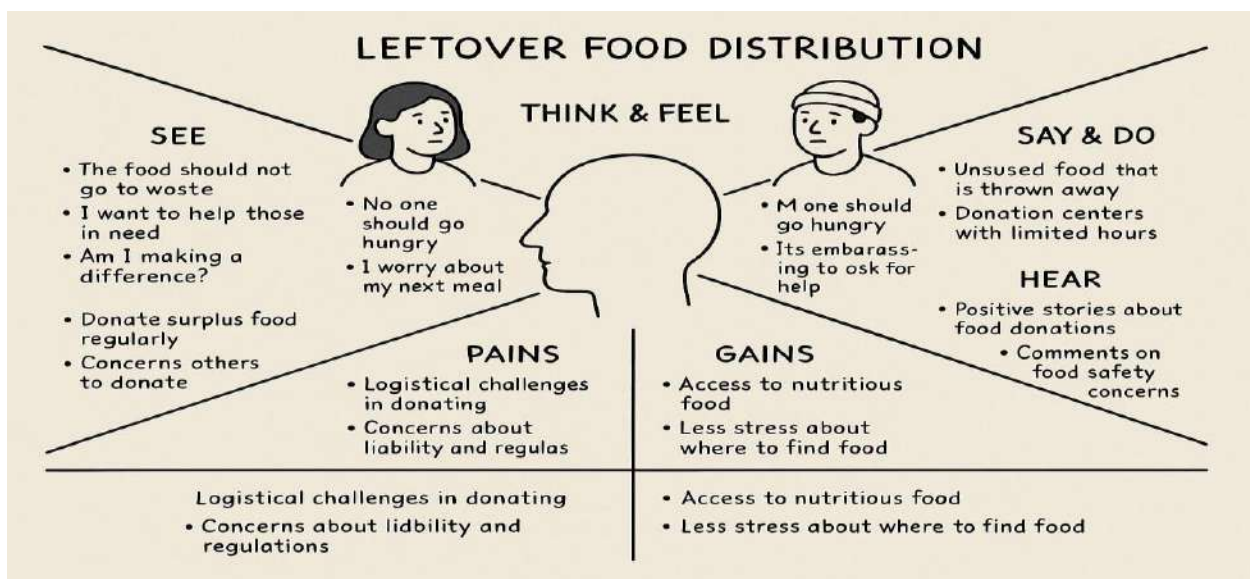 LEFTOVER FOOD DISTRIBUTION
THINK & FEEL
SEE
• The food should not
go to waste
• I want to help those
in need
• Am I making a
difference?
• Donate surplus food
regularly
• Concerns others
to donate
• No one
should go
hungry
• I worry about
my next meal
• M one should
go hungry
• Its embarass-
ing to osk for
help
SAY & DO
• Unsused food that
is thrown away
• Donation centers
with limited hours
HEAR
• Positive stories about
food donations
• Comments on
food safety
concerns
PAINS
• Logistical challenges
in donating
• Concerns about
liability and regulas
GAINS
• Access to nutritious
food
• Less stress about
where to find food
Logistical challenges in donating
• Concerns about lidbility and
regulations
• Access to nutritious food
• Less stress about where to find food